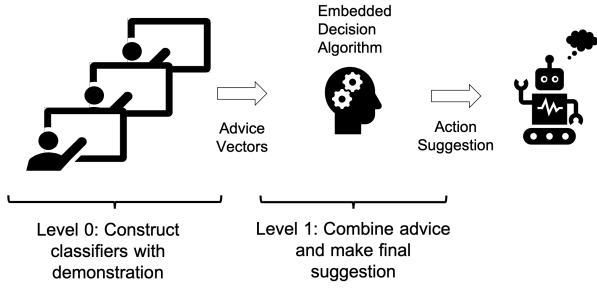 Embedded
Decision
Algorithm
Advice
Vectors
Action
Suggestion
Level 0: Construct
classifiers with
demonstration
Level 1: Combine advice
and make final
suggestion